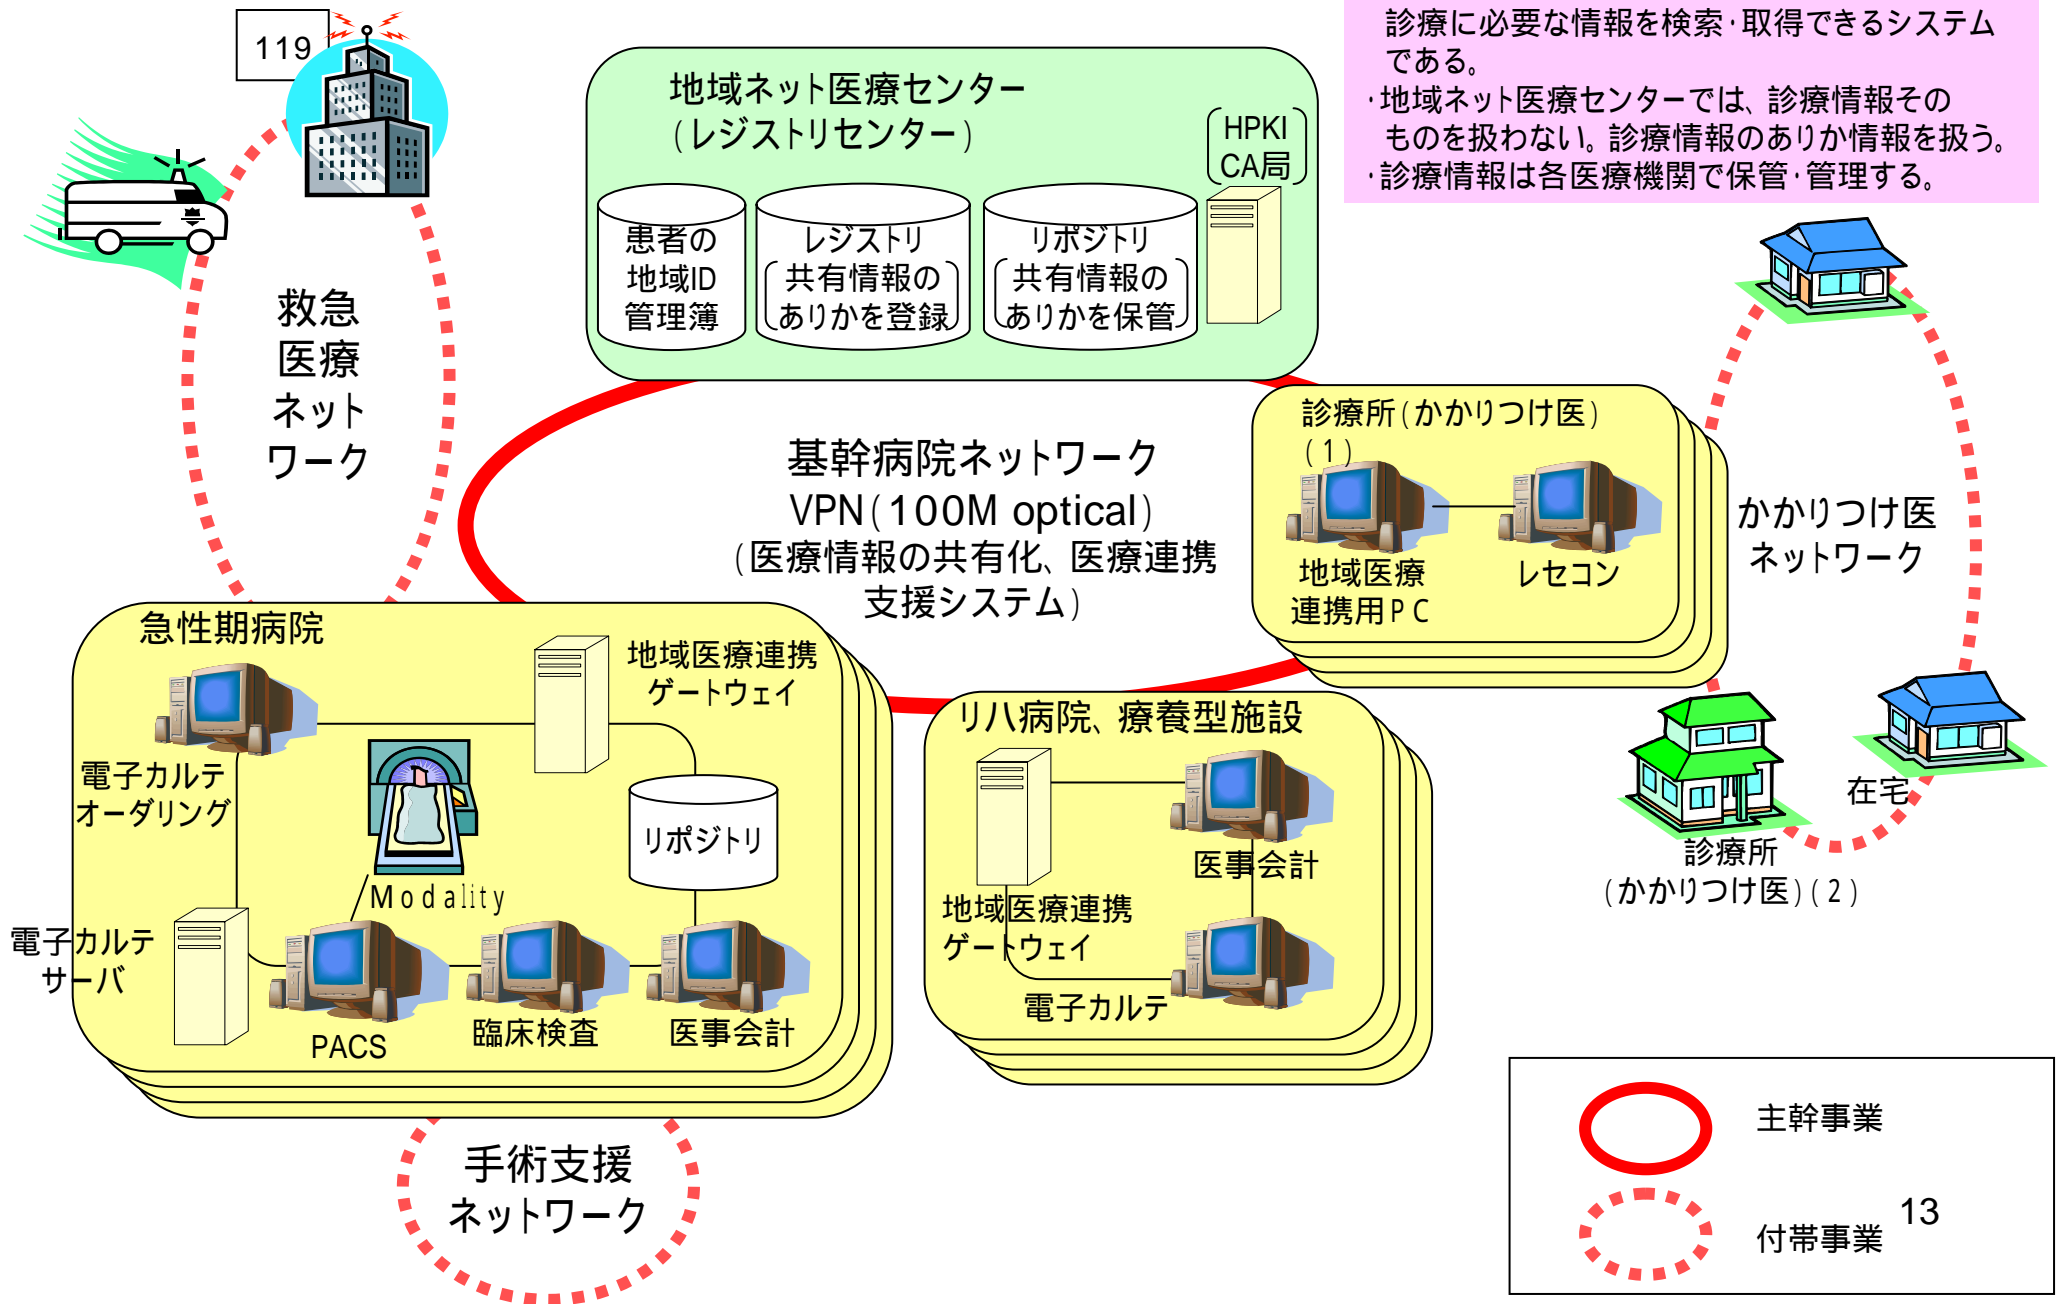 119
診療に必要な情報を検索・取得できるシステム
である。
・地域ネット医療センターでは、診療情報その
ものを扱わない。診療情報のありか情報を扱う。
・診療情報は各医療機関で保管・管理する。
地域ネット医療センター
(レジストリセンター)
HPKI
CA局
患者の
地域ID
管理簿
レジストリ
共有情報の
ありかを登録
リポジトリ
共有情報の
ありかを保管
救急
医療
ネット
ワーク
基幹病院ネットワーク
VPN(100M optical)
(医療情報の共有化、医療連携
支援システム)
診療所(かかりつけ医)
(1)
地域医療
連携用PC
レセコン
かかりつけ医
ネットワーク
急性期病院
地域医療連携
ゲートウェイ
電子カルテ
オーダリング
Modality
リポジトリ
電子カルテ
サーバ
PACS
臨床検査
医事会計
リハ病院、療養型施設
医事会計
地域医療連携
ゲートウェイ
電子カルテ
在宅
診療所
(かかりつけ医)(2)
手術支援
ネットワーク
主幹事業
付帯事業
13